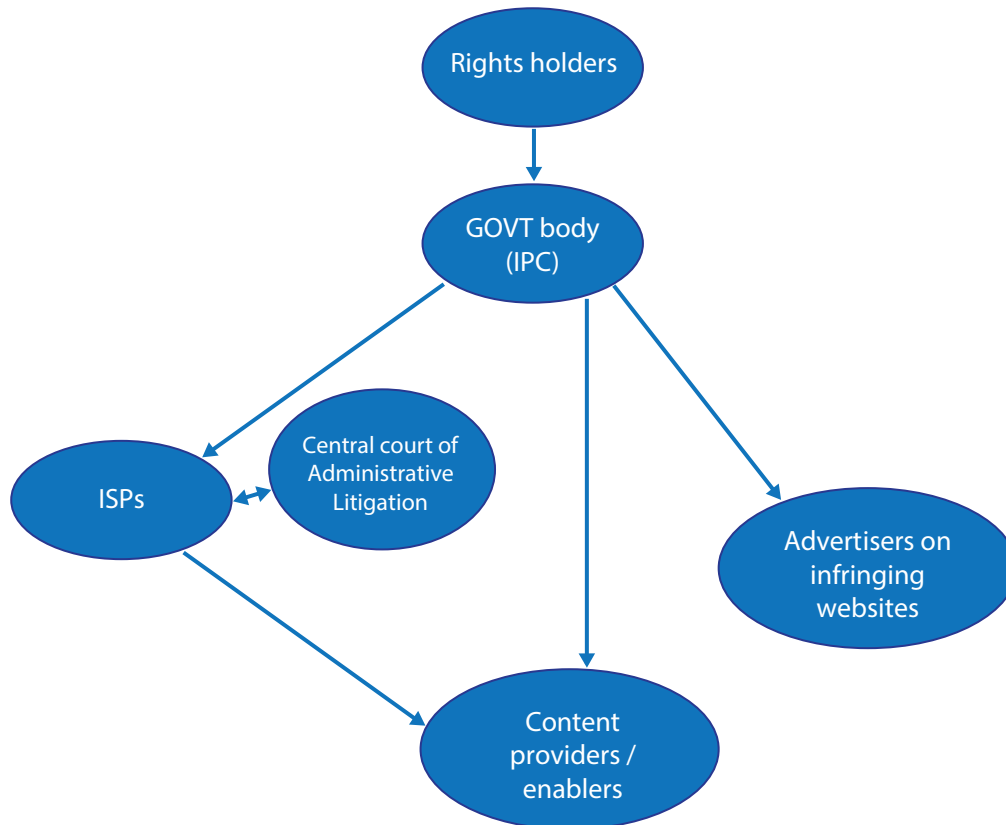 Rights holders
GOVT body
(IPC)
Central court of
Administrative
Litigation
ISPs
Advertisers on
infringing
websites
Content
providers /
enablers